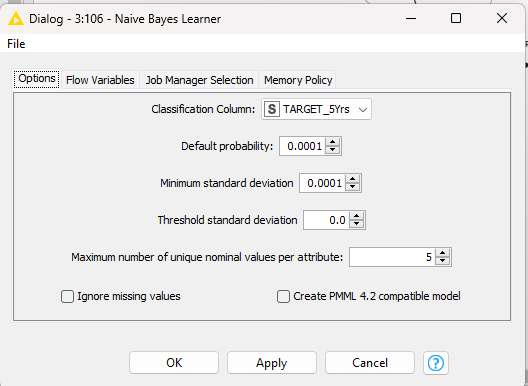 Dialog - 3:106 - Naive Bayes Learner
File
Options Flow Variables Job Manager Selection Memory Policy
Classification Column: S TARGET_5Yrs
Default probability: 0.0001
Minimum standard deviation 0.0001
Threshold standard deviation 0.0
Maximum number of unique nominal values per attribute: 5
Ignore missing values Create PMML 4.2 compatible model
OK Apply Cancel ?